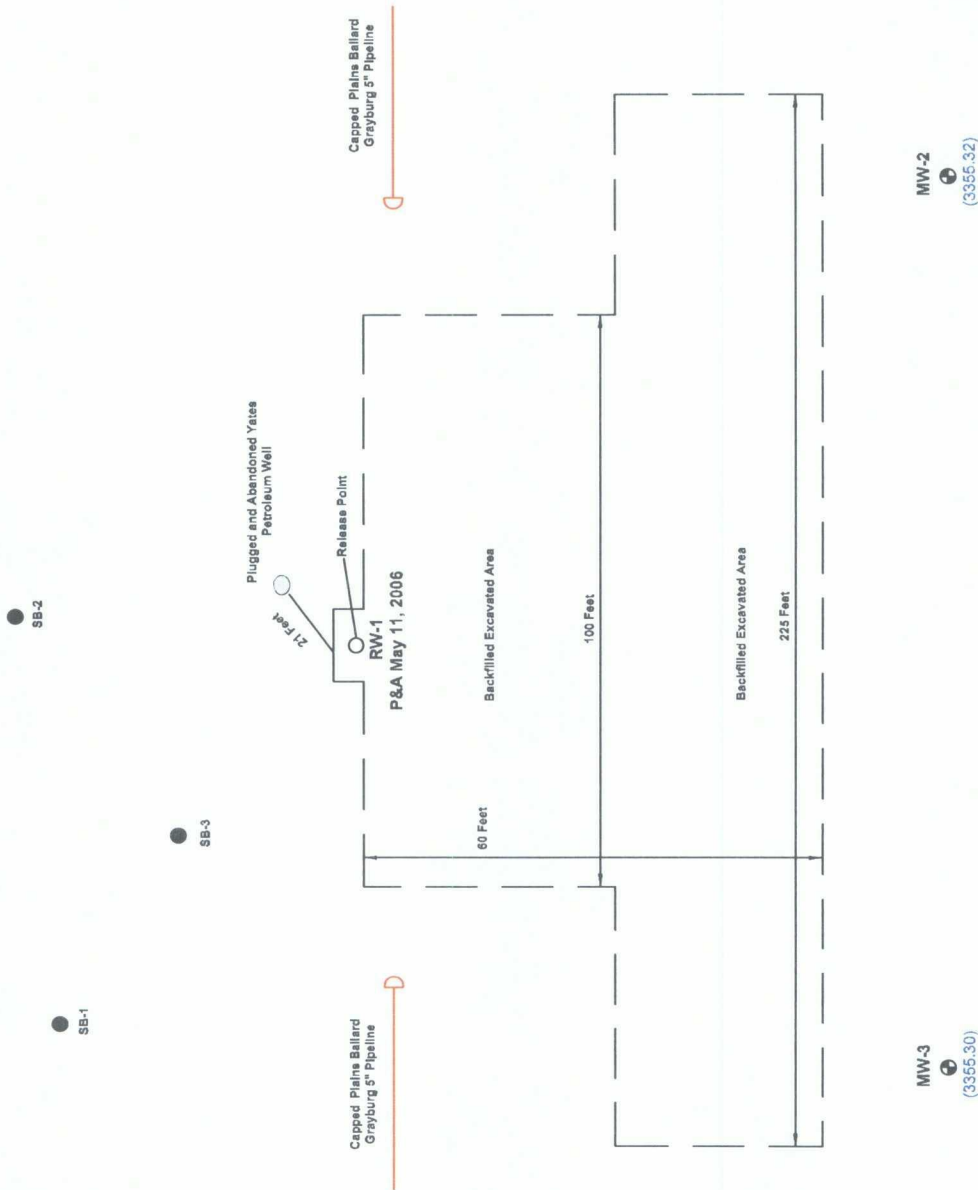 SB-2
SB-1
SB-3
Capped Plains Ballard
Grayburg 5" Pipeline
Plugged and Abandoned Yates
Petroleum Well
21 Feet
Release Point
RW-1
P&A May 11, 2006
Backfilled Excavated Area
100 Feet
60 Feet
Capped Plains Ballard
Grayburg 5" Pipeline
Backfilled Excavated Area
225 Feet
MW-3
(3355.30)
MW-2
(3355.32)